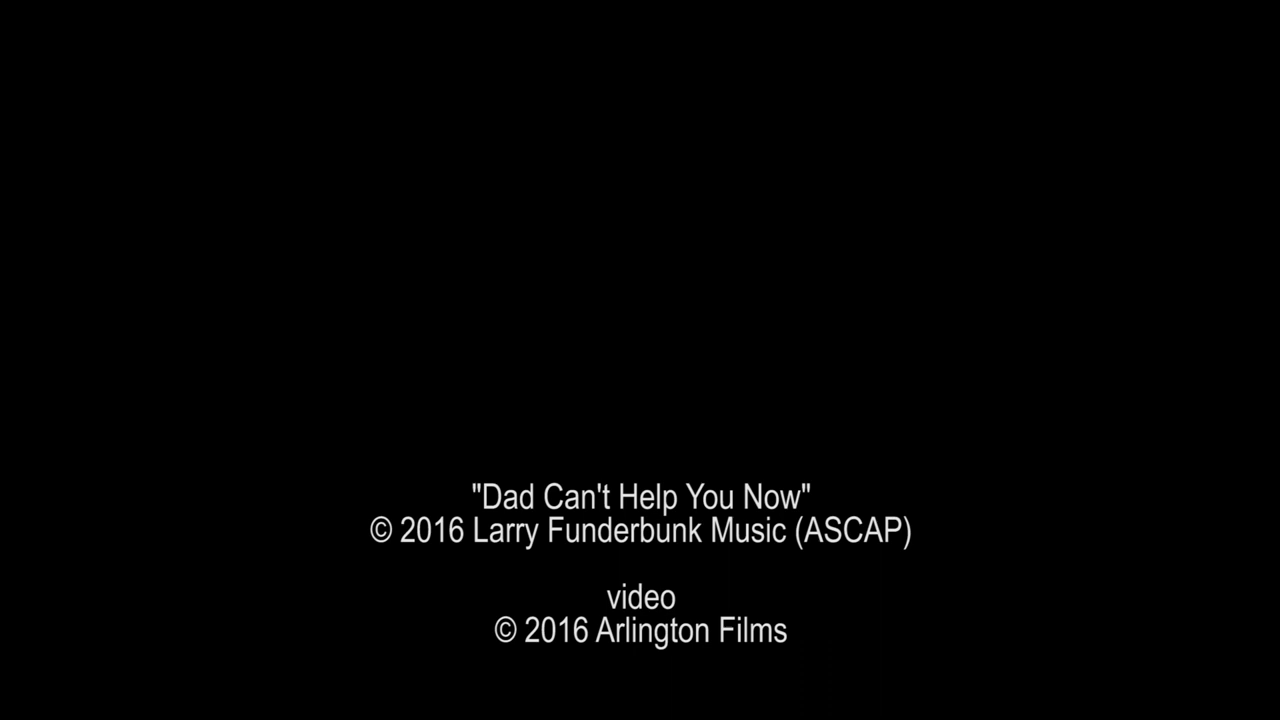 "Dad Can't Help You Now"
© 2016 Larry Funderbunk Music (ASCAP)
video
© 2016 Arlington Films